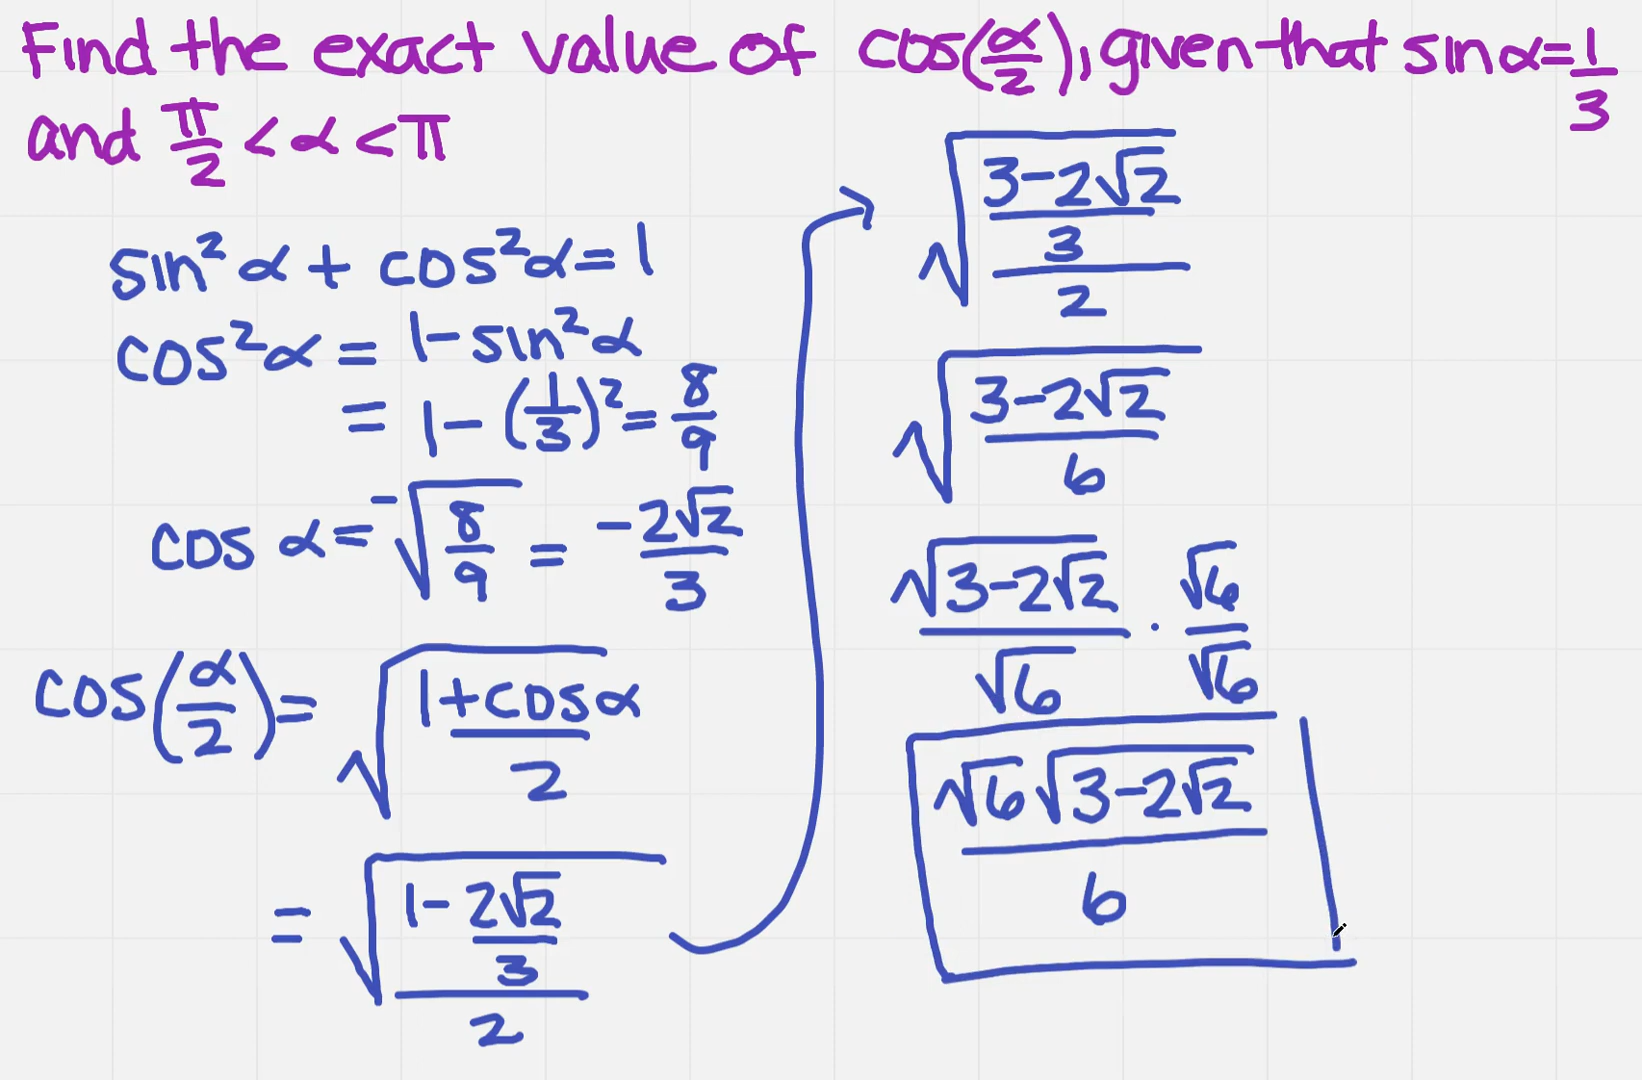 Find the exact value of cos(α/2), given that sin α = 1/3
and π/2 < α < π
sin²α + cos²α = 1
cos²α = 1 - sin²α
= 1 - (1/3)² = 8/9
cos α = -√(8/9) = -2√2/3
cos(α/2) = √((1+cosα)/2)
= √((1 - 2√2/3)/2)
√(((3-2√2)/3)/2)
√((3-2√2)/6)
√(3-2√2)/√6 · √6/√6
√6√(3-2√2)/6